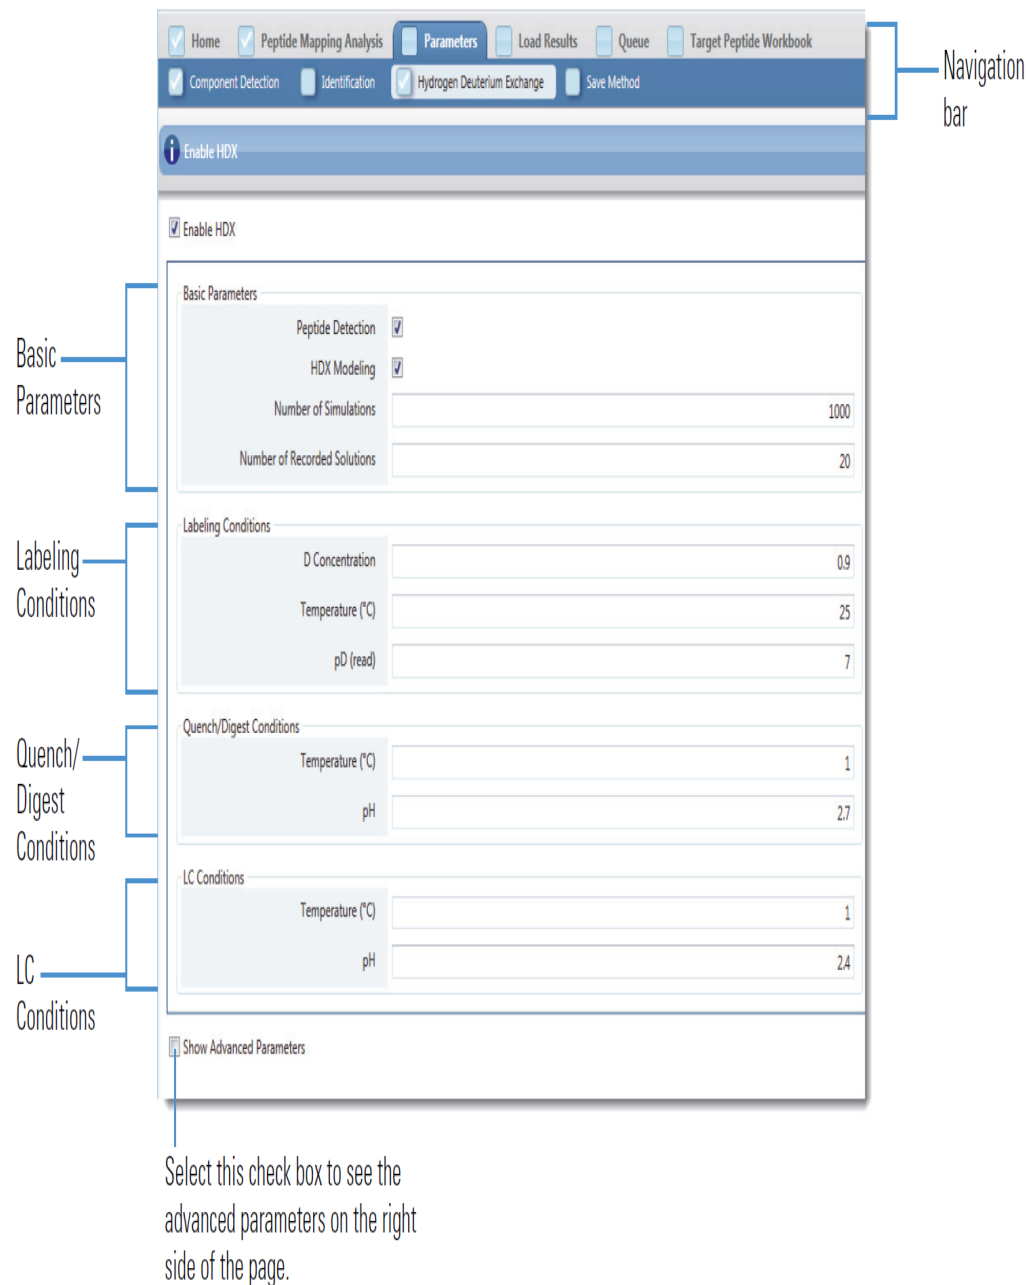 Home Peptide Mapping Analysis Parameters Load Results Queue Target Peptide Workbook
Component Detection Identification Hydrogen Deuterium Exchange Save Method
Navigation
bar
i Enable HDX
Enable HDX
Basic
Parameters
Basic Parameters
Peptide Detection
HDX Modeling
Number of Simulations 1000
Number of Recorded Solutions 20
Labeling
Conditions
Labeling Conditions
D Concentration 0.9
Temperature (°C) 25
pD (read) 7
Quench/
Digest
Conditions
Quench/Digest Conditions
Temperature (°C) 1
pH 2.7
LC
Conditions
LC Conditions
Temperature (°C) 1
pH 2.4
Show Advanced Parameters
Select this check box to see the
advanced parameters on the right
side of the page.